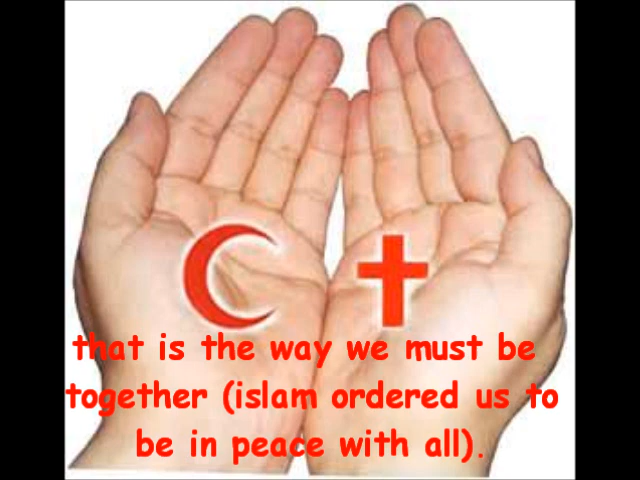 that is the way we must be
together (islam ordered us to
be in peace with all).